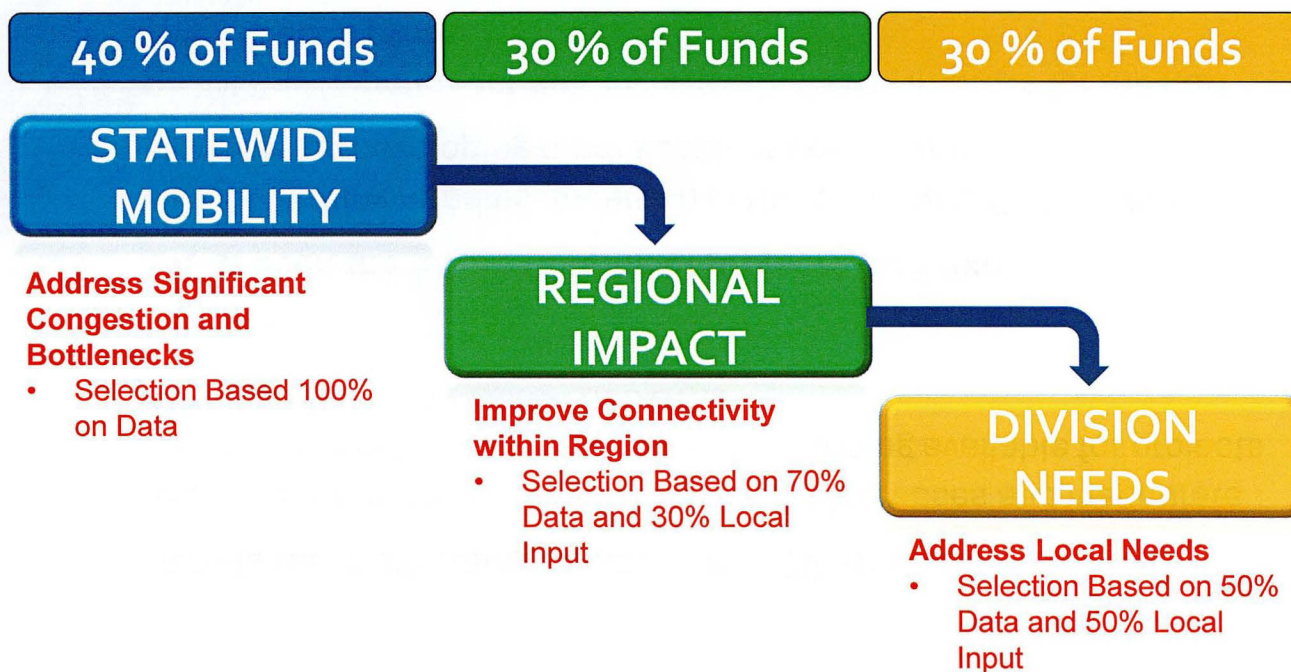 40 % of Funds
30 % of Funds
30 % of Funds
STATEWIDE
MOBILITY
Address Significant
Congestion and
Bottlenecks
• Selection Based 100%
on Data
REGIONAL
IMPACT
Improve Connectivity
within Region
• Selection Based on 70%
Data and 30% Local
Input
DIVISION
NEEDS
Address Local Needs
• Selection Based on 50%
Data and 50% Local
Input